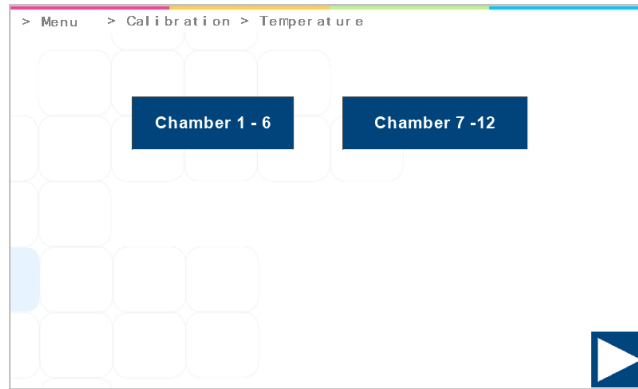 > Menu > Calibration > Temperature
Chamber 1 - 6
Chamber 7 -12